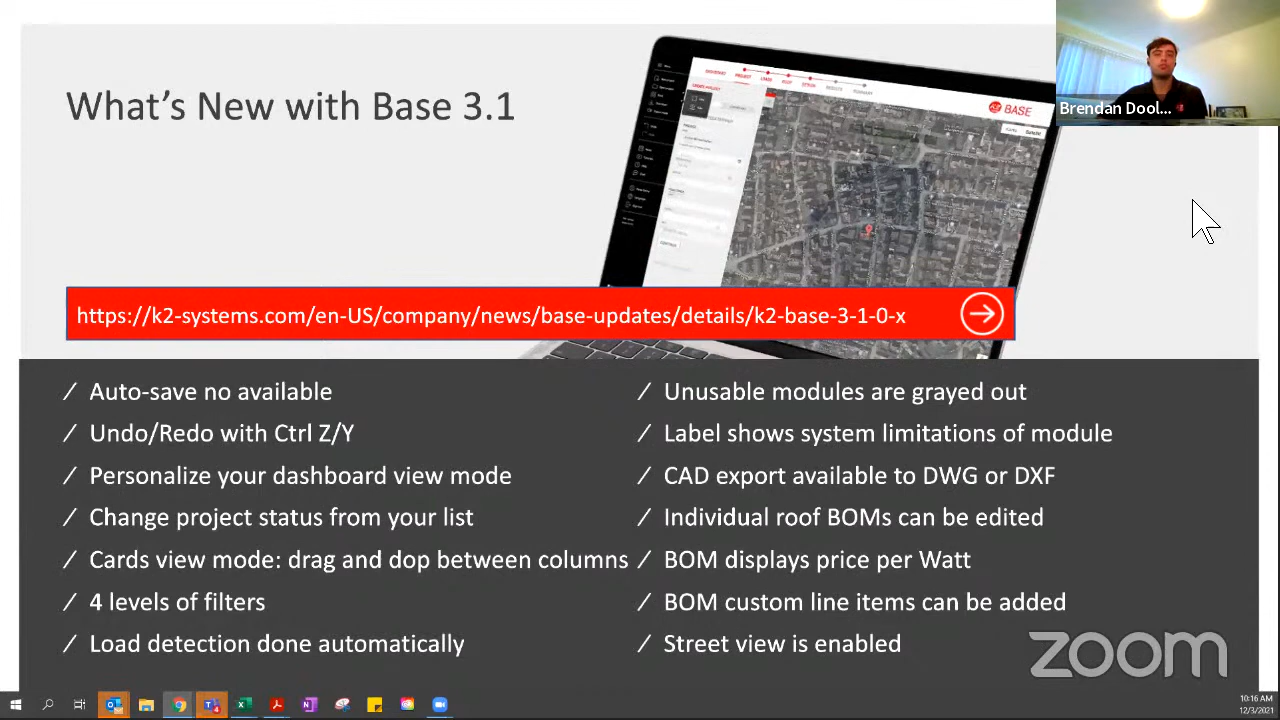 What's New with Base 3.1
BASE
Brendan Dool...
https://k2-systems.com/en-US/company/news/base-updates/details/k2-base-3-1-0-x
/ Auto-save no available
/ Undo/Redo with Ctrl Z/Y
/ Personalize your dashboard view mode
/ Change project status from your list
/ Cards view mode: drag and dop between columns
/ 4 levels of filters
/ Load detection done automatically
/ Unusable modules are grayed out
/ Label shows system limitations of module
/ CAD export available to DWG or DXF
/ Individual roof BOMs can be edited
/ BOM displays price per Watt
/ BOM custom line items can be added
/ Street view is enabled
zoom
10:16 AM
12/3/2021